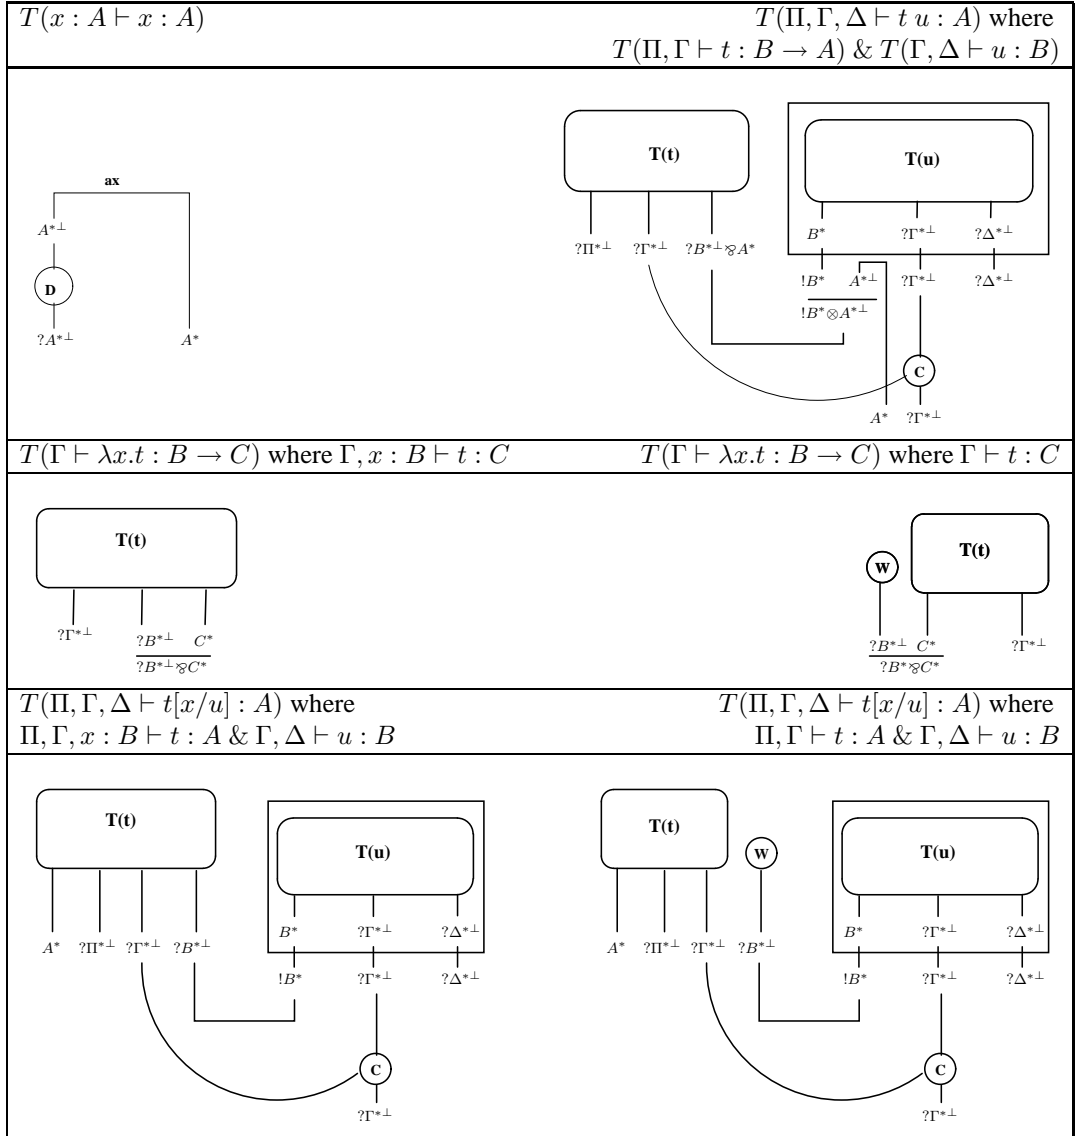 T(x : A ⊢ x : A)
T(Π, Γ, Δ ⊢ t u : A) where
T(Π, Γ ⊢ t : B → A) & T(Γ, Δ ⊢ u : B)
ax
A*⊥
D
?A*⊥ A*
T(t) T(u)
?Π*⊥ ?Γ*⊥ ?B*⊥⅋A* B* ?Γ*⊥ ?Δ*⊥
!B* A*⊥ ?Γ*⊥ ?Δ*⊥
!B*⊗A*⊥
C
A* ?Γ*⊥
T(Γ ⊢ λx.t : B → C) where Γ, x : B ⊢ t : C
T(Γ ⊢ λx.t : B → C) where Γ ⊢ t : C
T(t)
?Γ*⊥ ?B*⊥ C*
?B*⊥⅋C*
W T(t)
?B*⊥ C* ?Γ*⊥
?B*⅋C*
T(Π, Γ, Δ ⊢ t[x/u] : A) where
Π, Γ, x : B ⊢ t : A & Γ, Δ ⊢ u : B
T(Π, Γ, Δ ⊢ t[x/u] : A) where
Π, Γ ⊢ t : A & Γ, Δ ⊢ u : B
T(t) T(u)
B* ?Γ*⊥ ?Δ*⊥
A* ?Π*⊥ ?Γ*⊥ ?B*⊥
!B* ?Γ*⊥ ?Δ*⊥
C
?Γ*⊥
T(t) W T(u)
B* ?Γ*⊥ ?Δ*⊥
A* ?Π*⊥ ?Γ*⊥ ?B*⊥
!B* ?Γ*⊥ ?Δ*⊥
C
?Γ*⊥